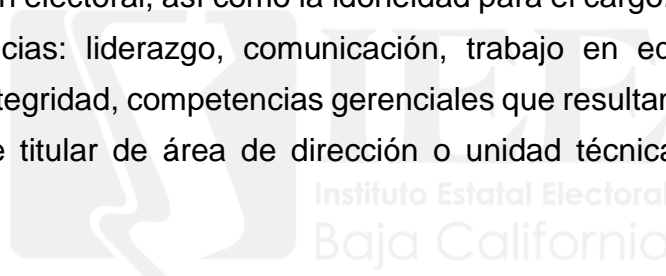 n electoral, así como la idoneidad para el cargo.
cias: liderazgo, comunicación, trabajo en
tegridad, competencias gerenciales que resultan
e titular de área de dirección o unidad técnica
IEE
Instituto Estatal Electoral
Baja California